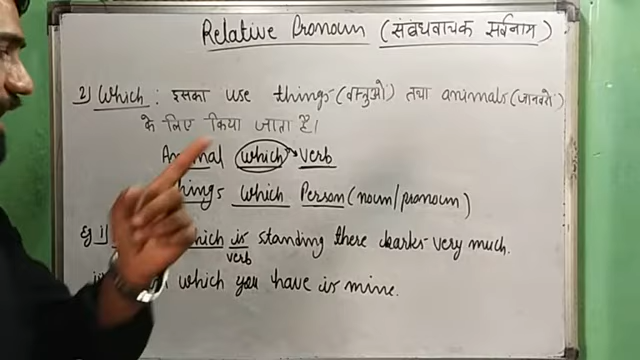 Relative Pronoun (संबंधवाचक सर्वनाम)
2) Which : इसका use things (वस्तुओं) तथा animals (जानवरों)
के लिए किया जाता है।
Animal which verb
things which Person (noun/pronoun)
Eg 1) which is standing there barks very much.
verb
which you have is mine.